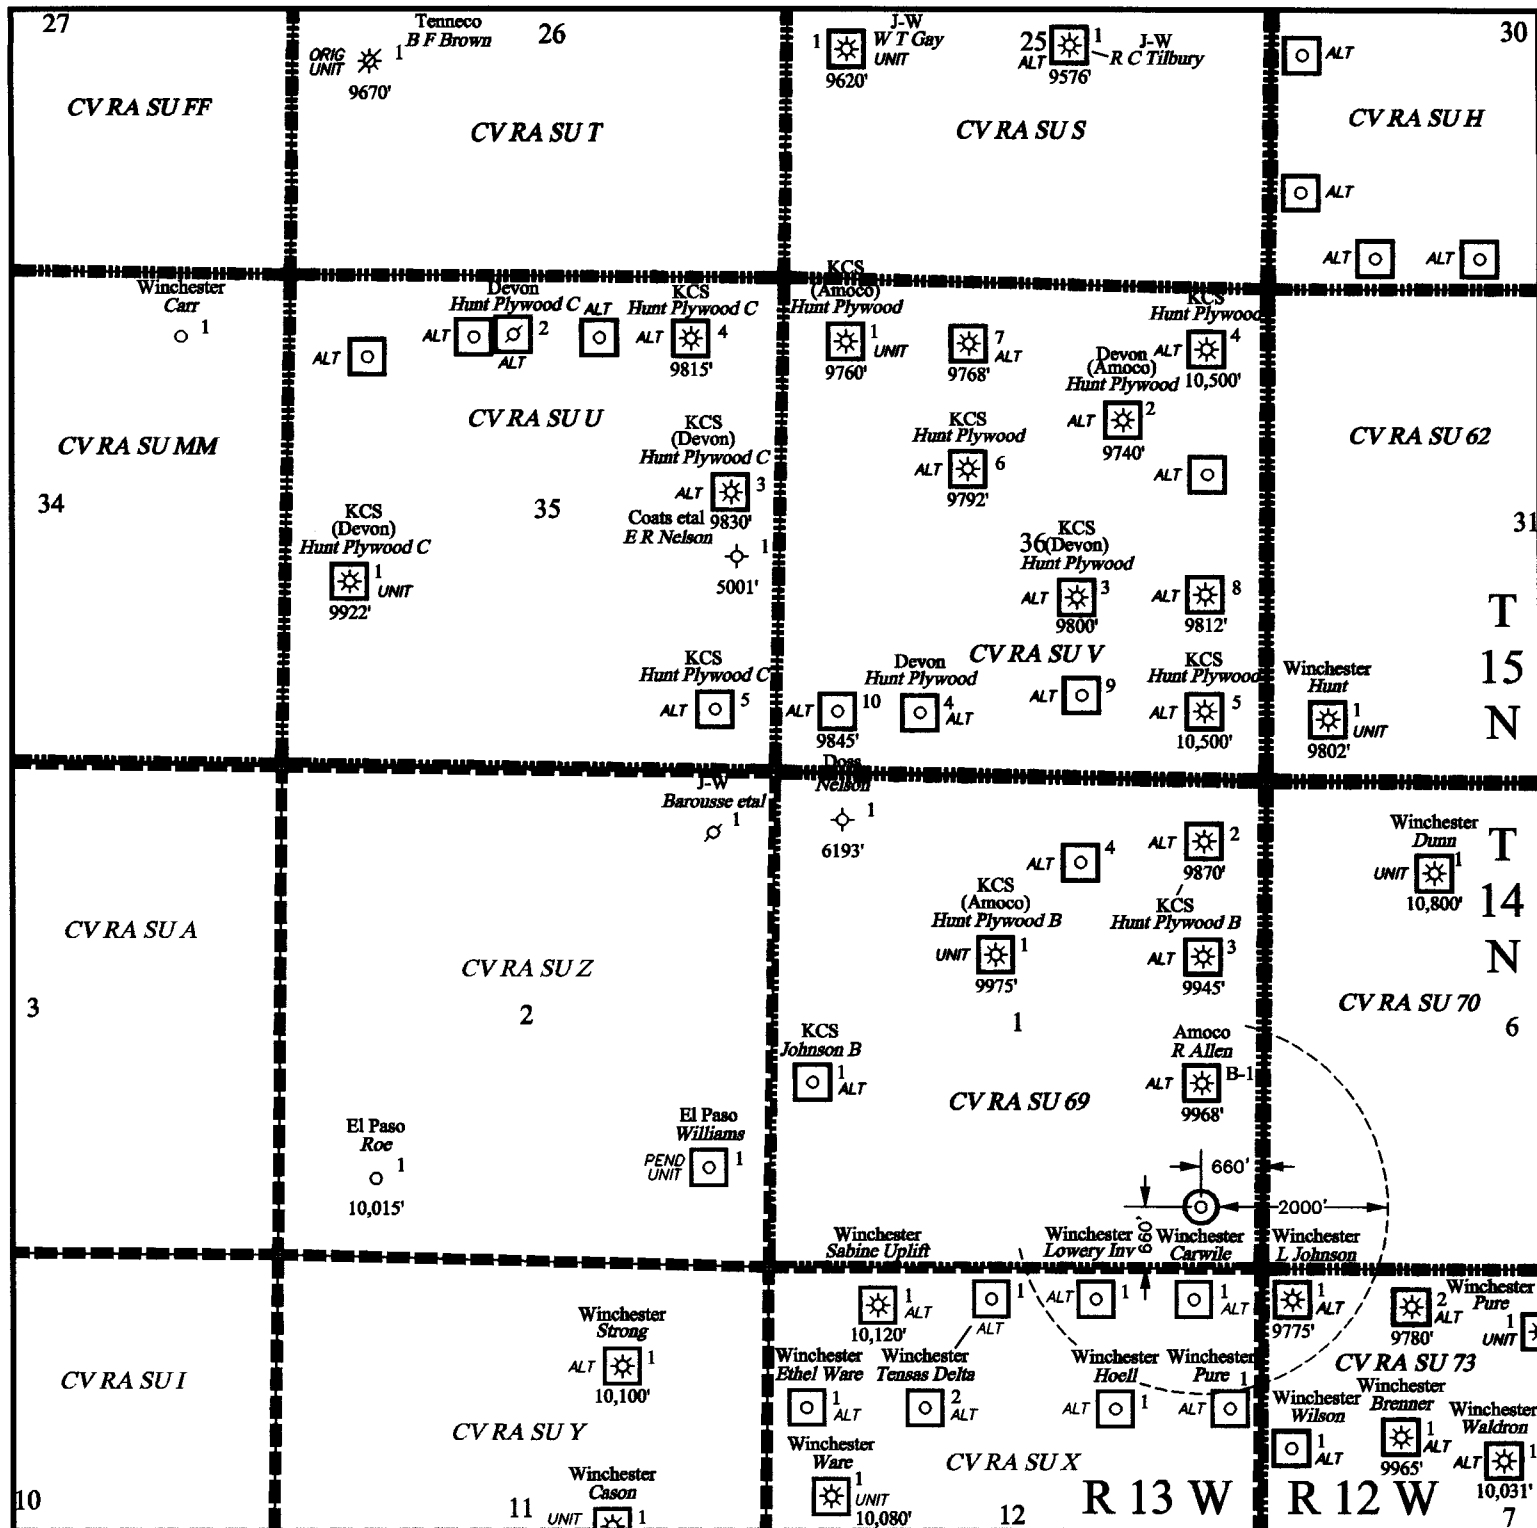 27
Tenneco
B F Brown
26
ORIG
UNIT
1
9670'
CV RA SU FF
CV RA SU T
J-W
W T Gay
1
UNIT
9620'
25
ALT
1
J-W
R C Tilbury
9576'
CV RA SU S
30
ALT
CV RA SU H
ALT
ALT
ALT
Winchester
Carr
1
ALT
Devon
Hunt Plywood C
ALT
2
ALT
ALT
KCS
Hunt Plywood C
ALT
4
9815'
CV RA SU U
CV RA SU MM
34
35
KCS
(Devon)
Hunt Plywood C
ALT
3
9830'
Coats etal
E R Nelson
1
5001'
KCS
(Devon)
Hunt Plywood C
1
UNIT
9922'
KCS
Hunt Plywood C
ALT
5
KCS
(Amoco)
Hunt Plywood
1
UNIT
9760'
7
ALT
9768'
KCS
Hunt Plywood
ALT
4
10,500'
Devon
(Amoco)
Hunt Plywood
ALT
2
9740'
KCS
Hunt Plywood
ALT
6
9792'
ALT
CV RA SU 62
31
36
KCS
(Devon)
Hunt Plywood
ALT
3
9800'
ALT
8
9812'
CV RA SU V
Devon
Hunt Plywood
ALT
10
9845'
4
ALT
ALT
9
KCS
Hunt Plywood
ALT
5
10,500'
Winchester
Hunt
1
UNIT
9802'
T
15
N
J-W
Barousse etal
1
Doss
Nelson
1
6193'
ALT
4
ALT
2
9870'
KCS
Hunt Plywood B
ALT
3
9945'
KCS
(Amoco)
Hunt Plywood B
UNIT
1
9975'
Winchester
Dunn
UNIT
1
10,800'
T
14
N
CV RA SU A
CV RA SU Z
3
2
1
CV RA SU 70
6
KCS
Johnson B
1
ALT
Amoco
R Allen
ALT
B-1
9968'
CV RA SU 69
El Paso
Roe
1
10,015'
El Paso
Williams
PEND
UNIT
1
660'
2000'
660'
Winchester
Sabine Uplift
1
ALT
10,120'
1
ALT
Winchester
Lowery Inv
ALT
1
Winchester
Carwile
1
ALT
Winchester
L Johnson
1
ALT
9775'
2
ALT
9780'
Winchester
Pure
1
UNIT
Winchester
Strong
ALT
1
10,100'
Winchester
Ethel Ware
1
ALT
Winchester
Tensas Delta
2
ALT
Winchester
Hoell
ALT
1
Winchester
Pure
ALT
1
CV RA SU 73
Winchester
Wilson
1
ALT
Winchester
Brenner
1
ALT
9965'
Winchester
Waldron
ALT
1
10,031'
CV RA SU I
CV RA SU Y
Winchester
Ware
1
UNIT
10,080'
CV RA SU X
Winchester
Cason
UNIT
1
10
11
12
R 13 W
R 12 W
7